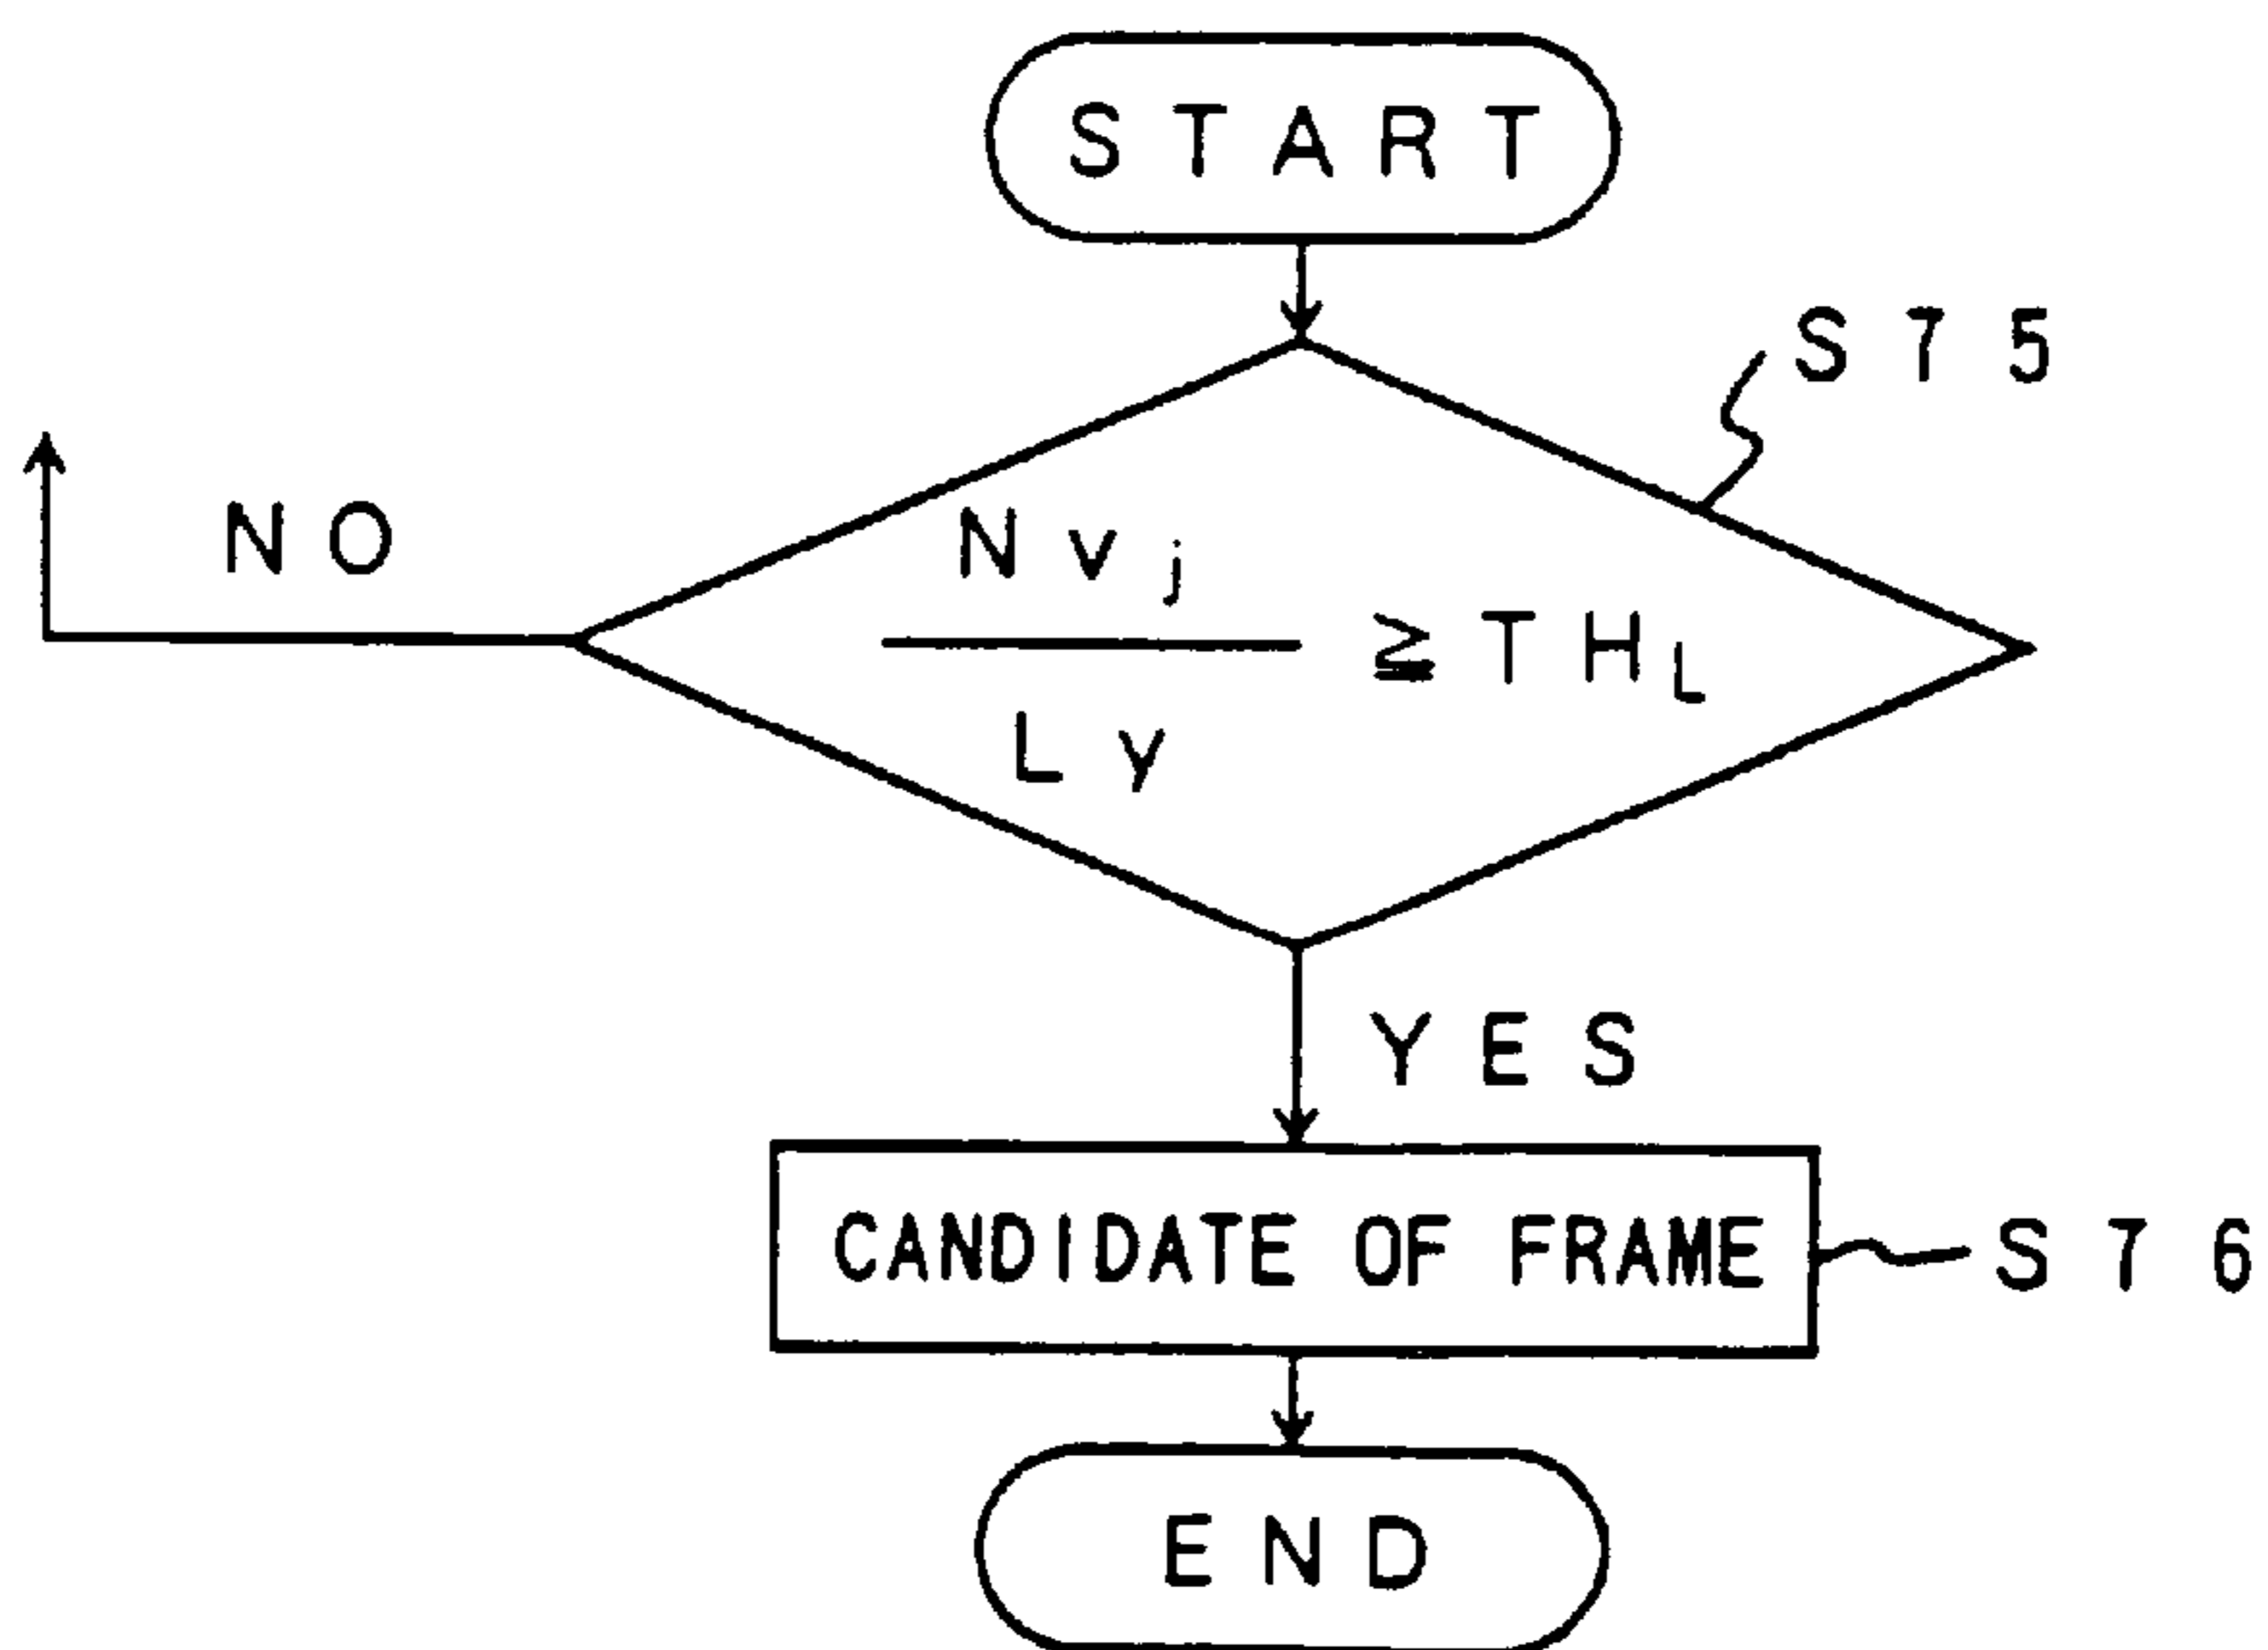 START
S75
NO
Nvj
≧THL
Ly
YES
CANDIDATE OF FRAME
S76
END